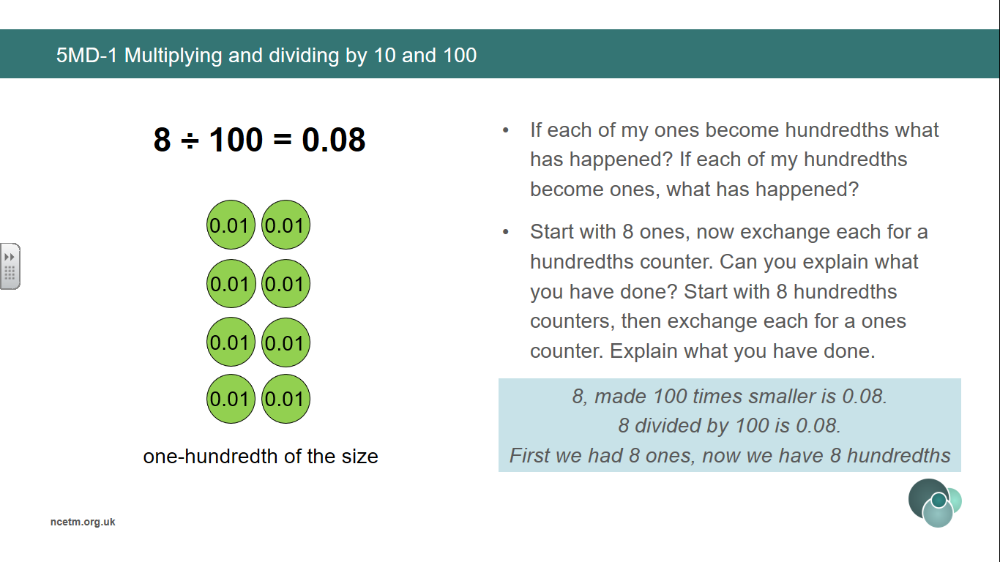 5MD-1 Multiplying and dividing by 10 and 100
8 ÷ 100 = 0.08
0.01 0.01
0.01 0.01
0.01 0.01
0.01 0.01
one-hundredth of the size
• If each of my ones become hundredths what
has happened? If each of my hundredths
become ones, what has happened?
• Start with 8 ones, now exchange each for a
hundredths counter. Can you explain what
you have done? Start with 8 hundredths
counters, then exchange each for a ones
counter. Explain what you have done.
8, made 100 times smaller is 0.08.
8 divided by 100 is 0.08.
First we had 8 ones, now we have 8 hundredths
ncetm.org.uk